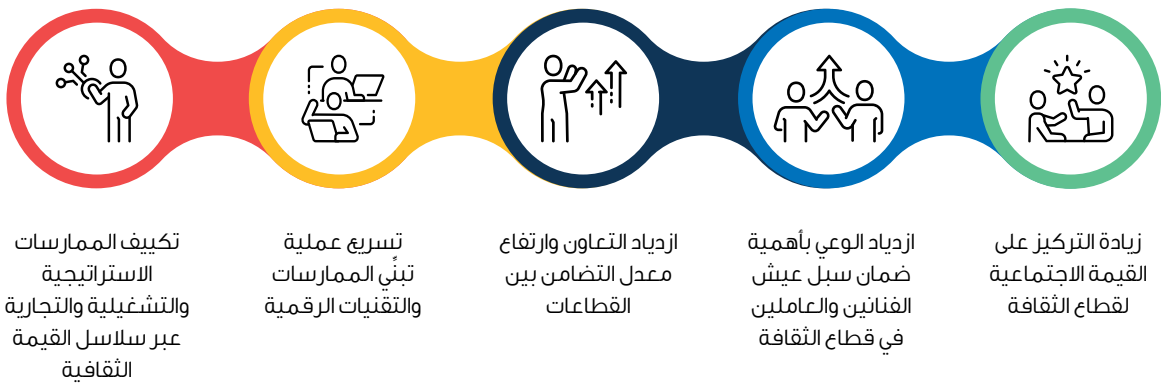 زيادة التركيز على
القيمة الاجتماعية
لقطاع الثقافة
ازدياد الوعي بأهمية
ضمان سبل عيش
الفنانين والعاملين
في قطاع الثقافة
ازدياد التعاون وارتفاع
معدل التضامن بين
القطاعات
تسريع عملية
تبنِّي الممارسات
والتقنيات الرقمية
تكييف الممارسات
الاستراتيجية
والتشغيلية والتجارية
عبر سلاسل القيمة
الثقافية